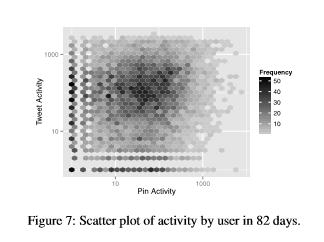 1000
10
Tweet Activity
10
1000
Pin Activity
Frequency
50
40
30
20
10
Figure 7: Scatter plot of activity by user in 82 days.